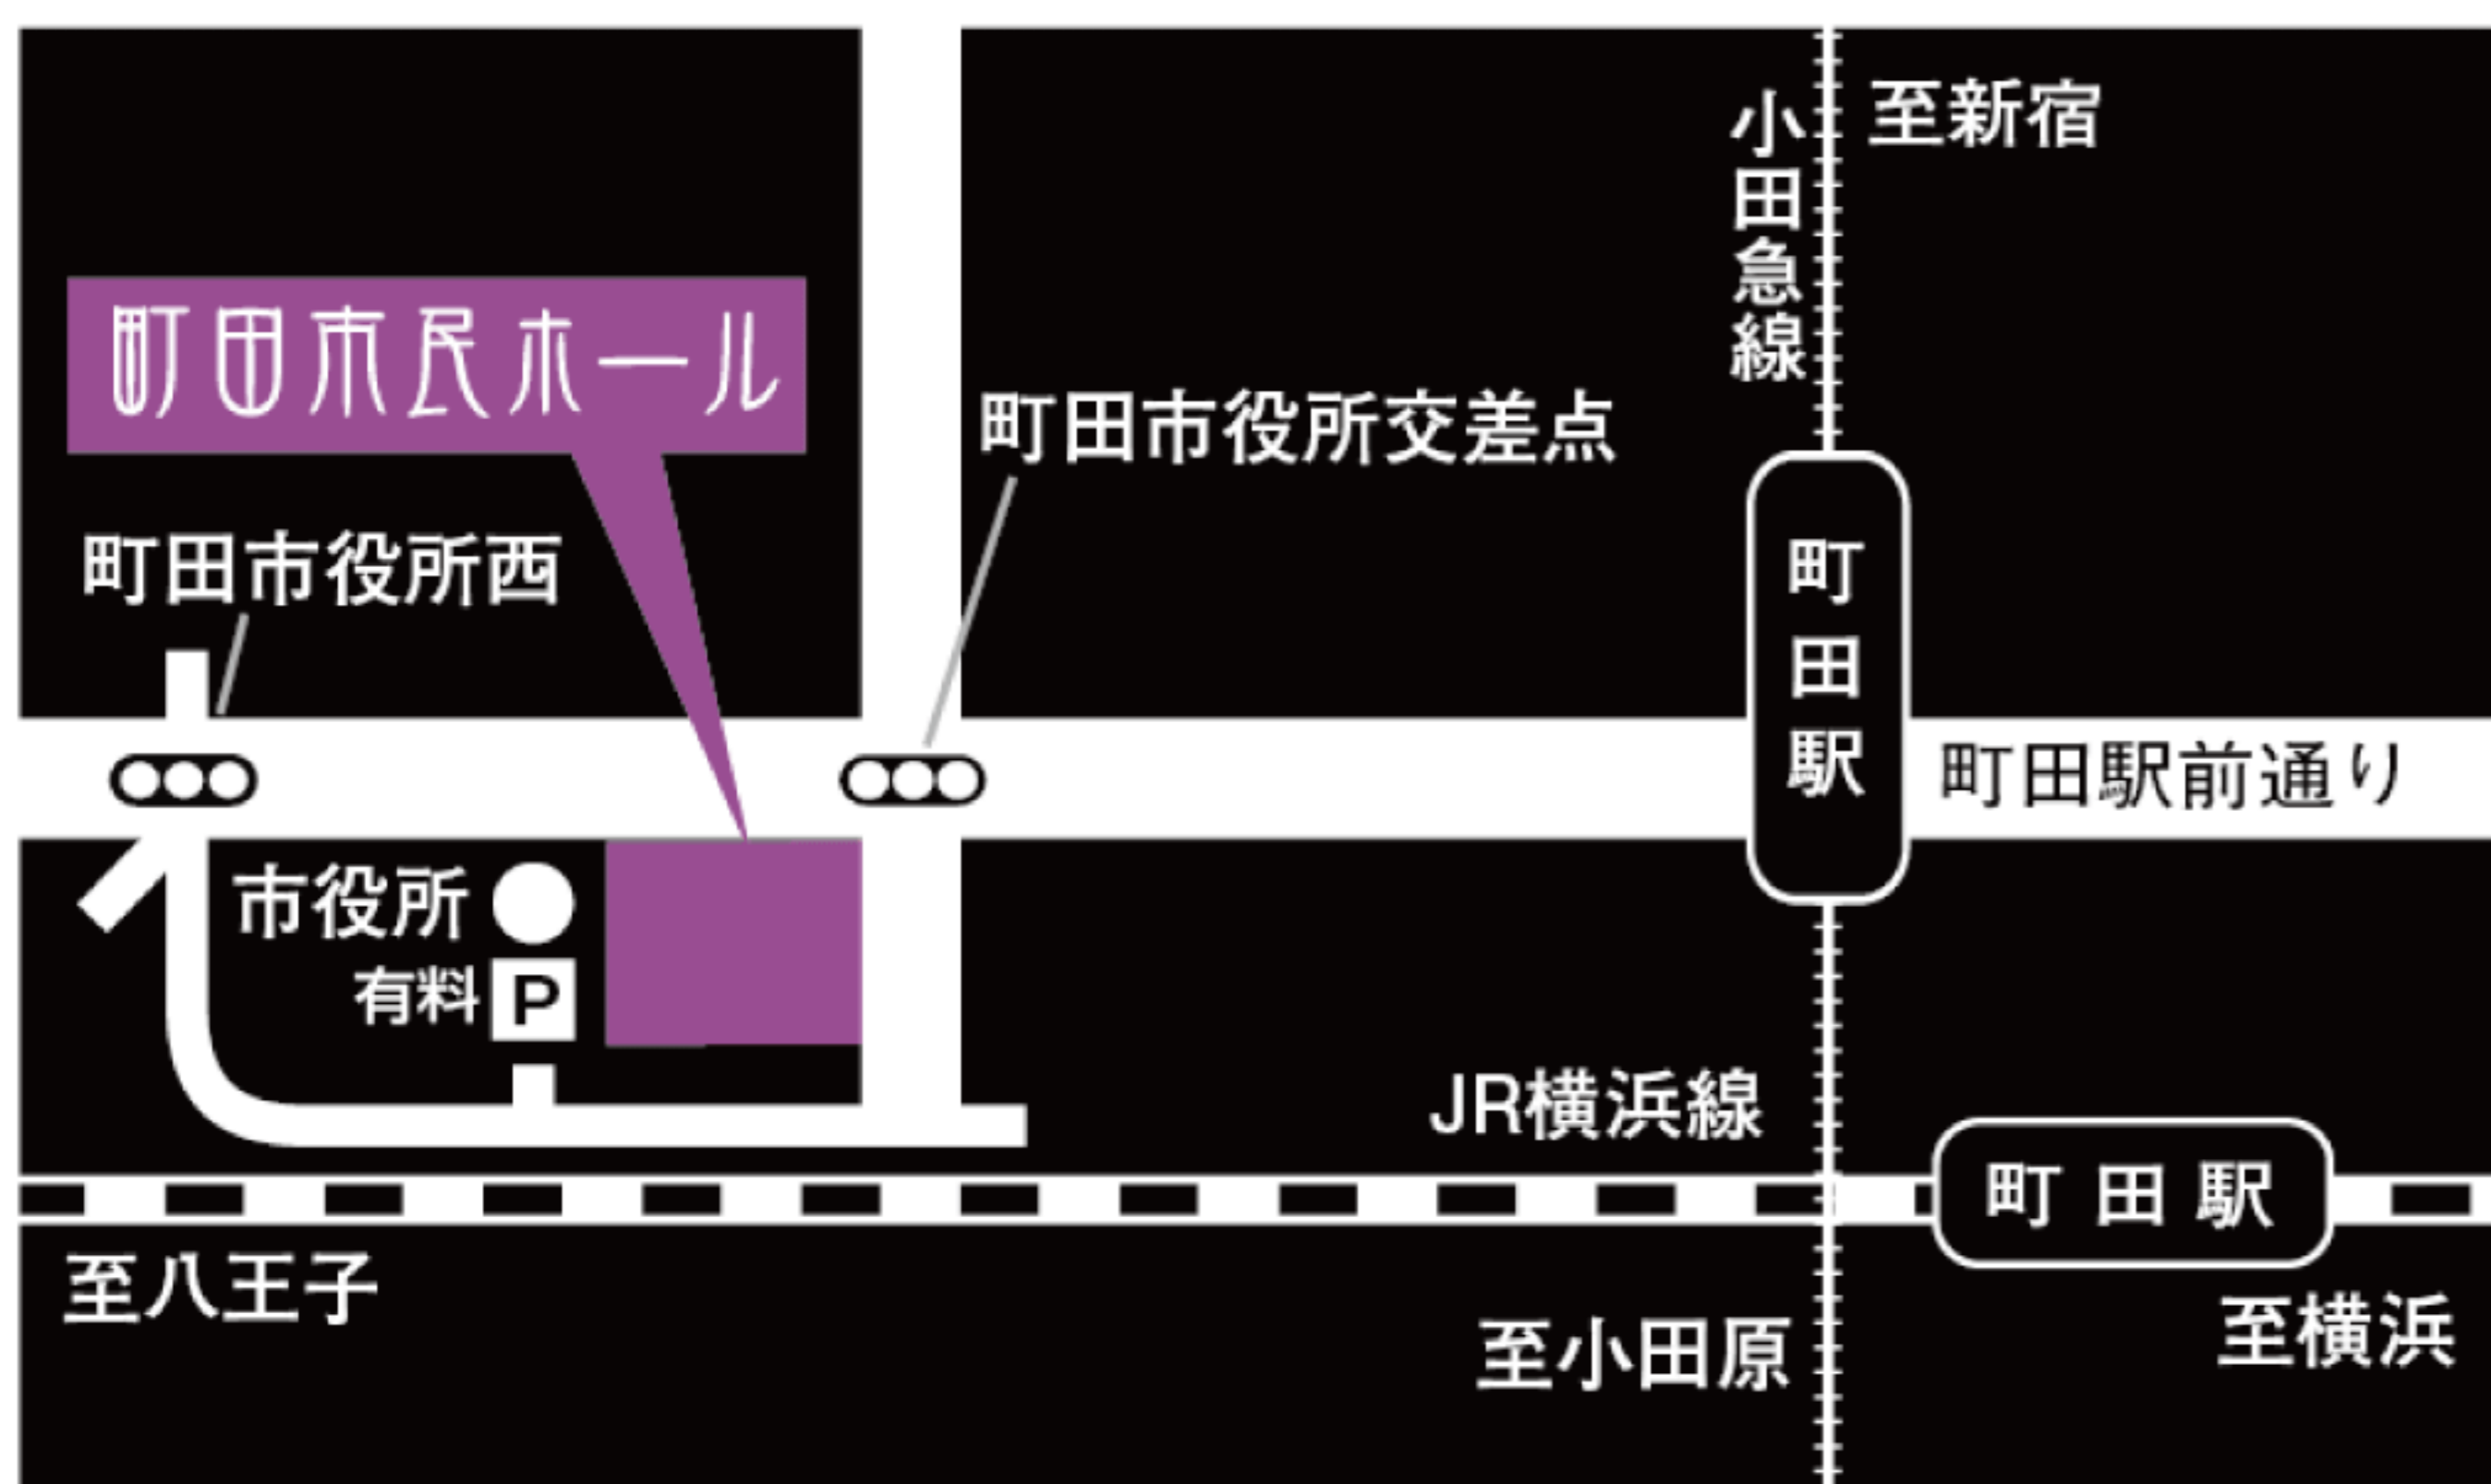 小田急線
至新宿
町田市民ホール
町田市役所交差点
町田市役所西
町田駅
町田駅前通り
市役所
有料 P
JR横浜線
町田駅
至八王子
至小田原
至横浜